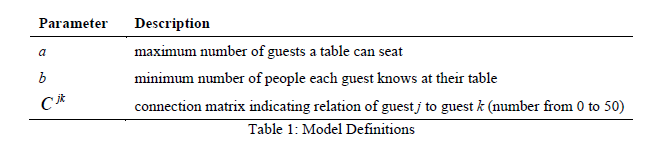 Parameter Description
a maximum number of guests a table can seat
b minimum number of people each guest knows at their table
C^{jk} connection matrix indicating relation of guest j to guest k (number from 0 to 50)
Table 1: Model Definitions